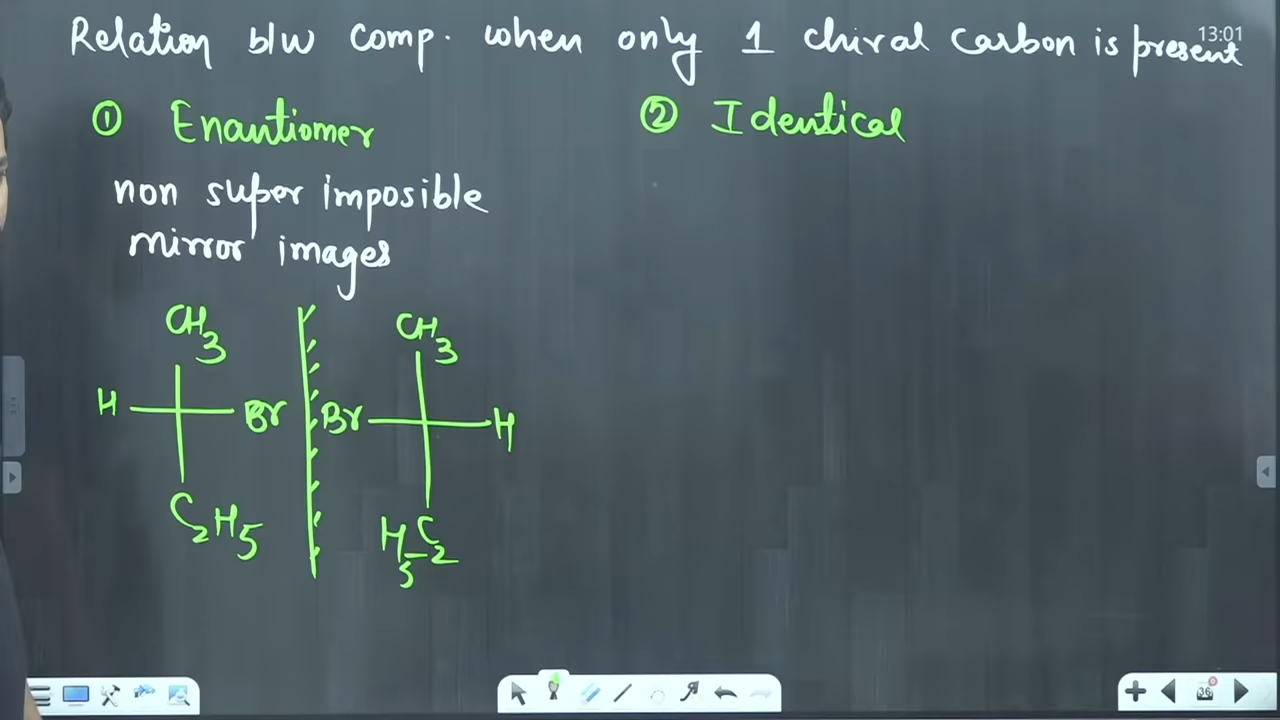 Relation b/w comp. when only 1 chiral carbon is present
13:01
① Enantiomer
② Identical
non super imposible
mirror images
CH3
CH3
H
Br
Br
H
C2H5
H5C2
36